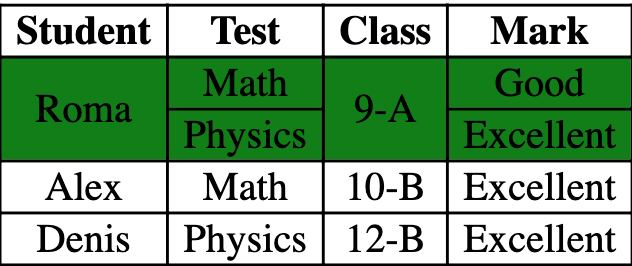 Student Test Class Mark
Roma Math 9-A Good
Physics Excellent
Alex Math 10-B Excellent
Denis Physics 12-B Excellent